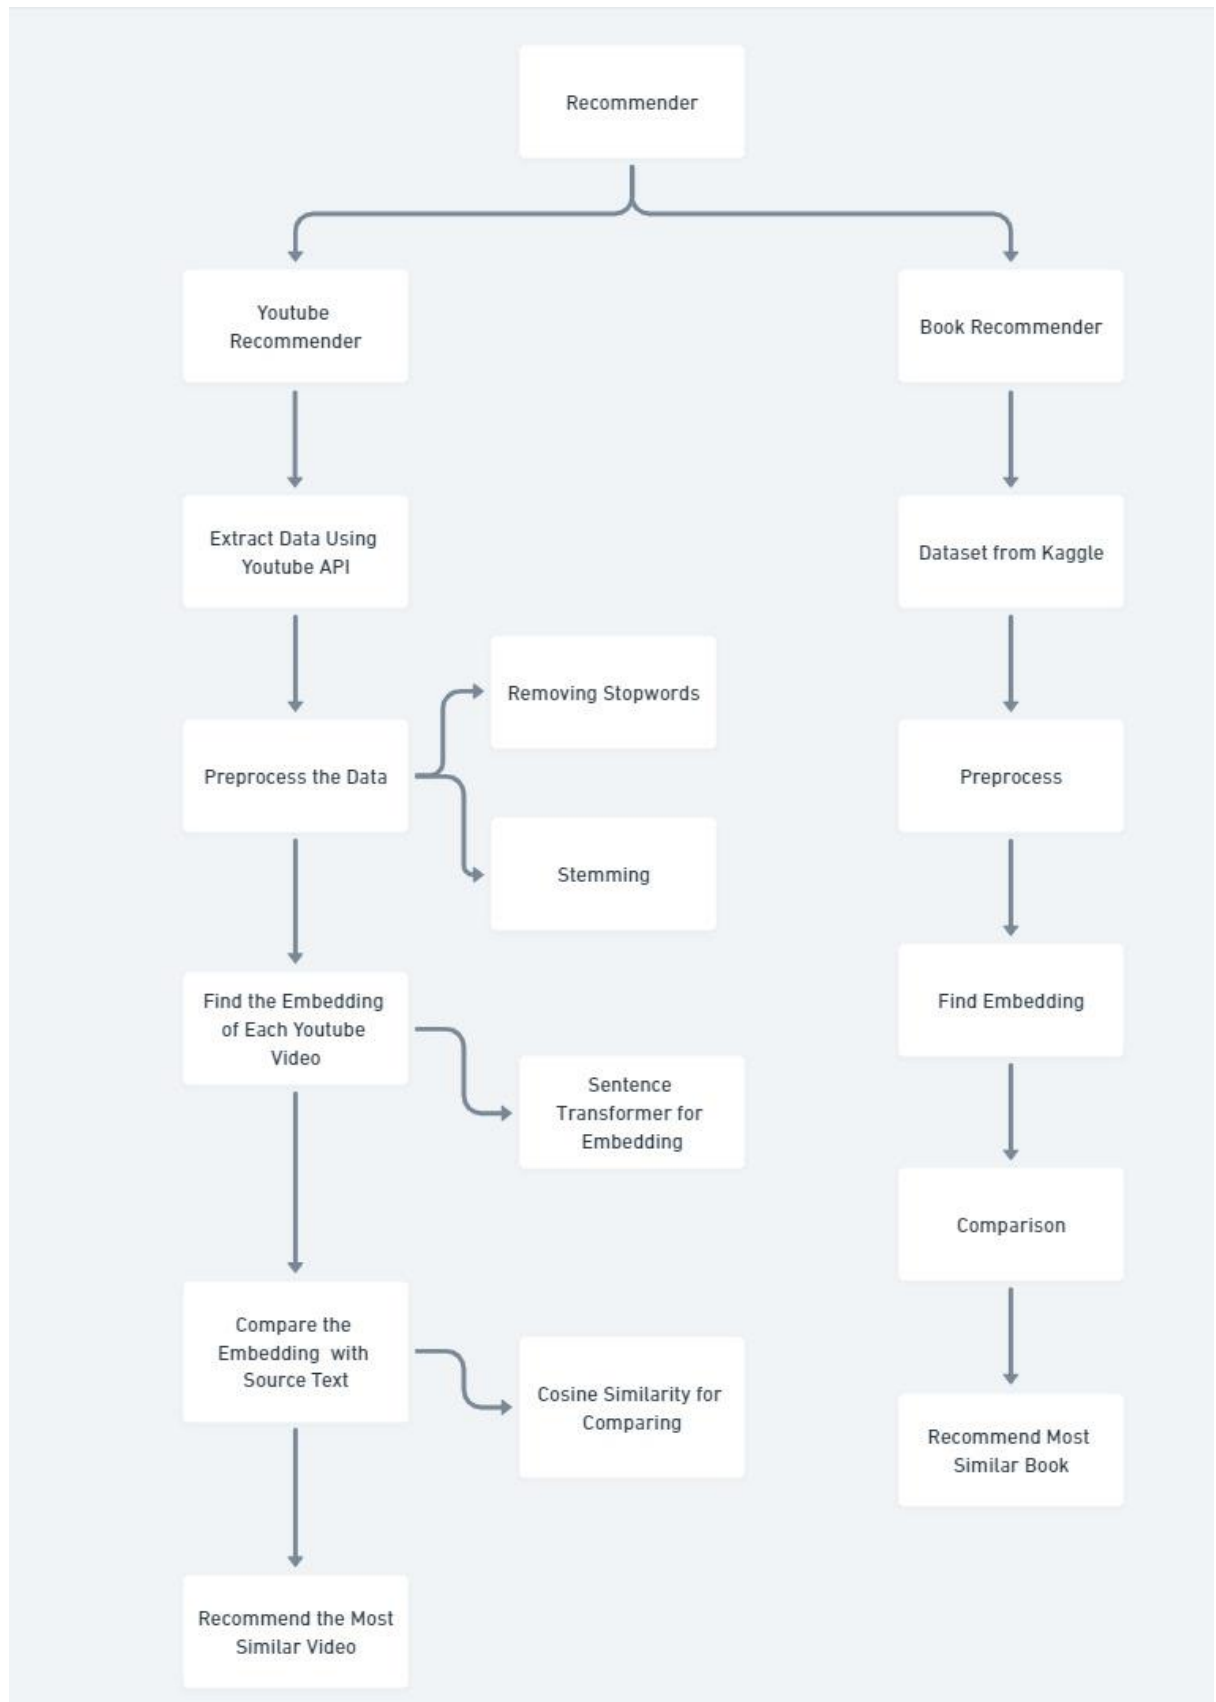 Recommender
Youtube
Recommender
Book Recommender
Extract Data Using
Youtube API
Dataset from Kaggle
Removing Stopwords
Preprocess the Data
Preprocess
Stemming
Find the Embedding
of Each Youtube
Video
Find Embedding
Sentence
Transformer for
Embedding
Comparison
Compare the
Embedding with
Source Text
Cosine Similarity for
Comparing
Recommend Most
Similar Book
Recommend the Most
Similar Video